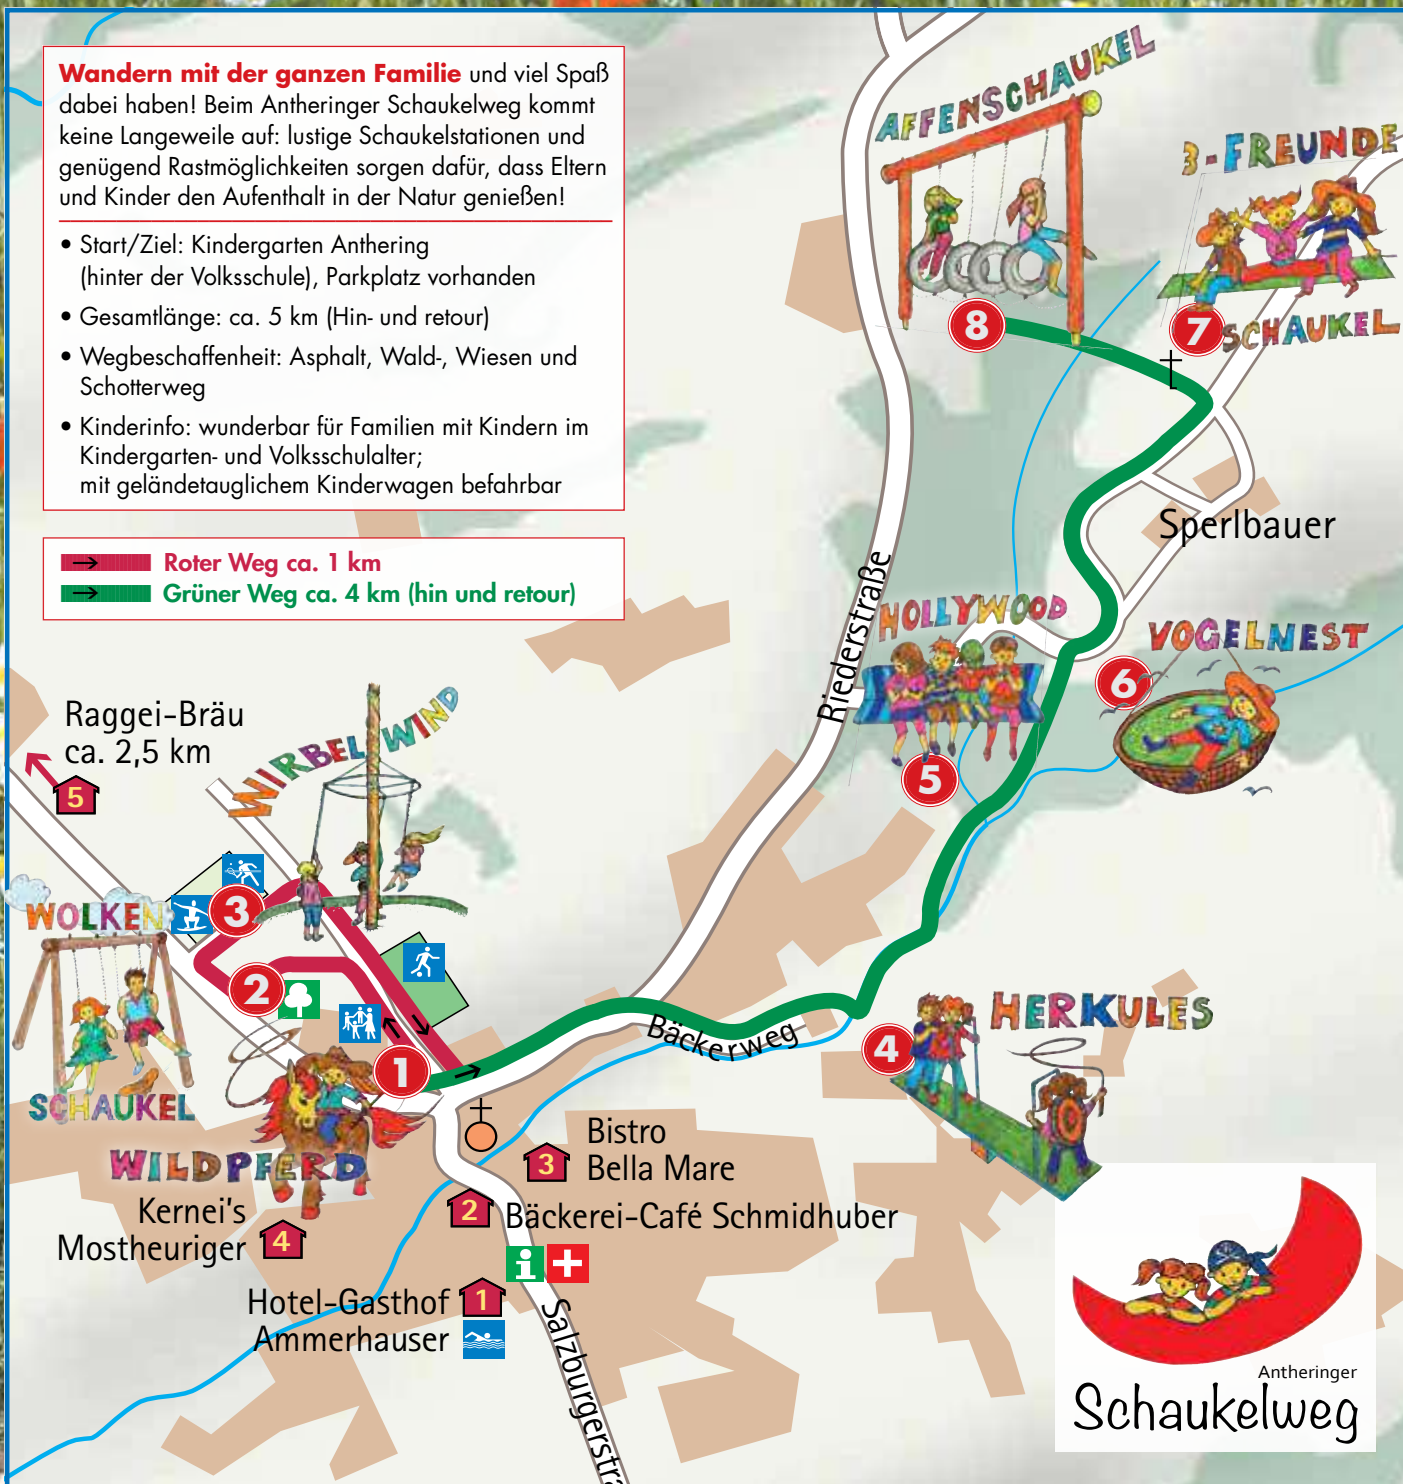 Wandern mit der ganzen Familie und viel Spaß
dabei haben! Beim Antheringer Schaukelweg kommt
keine Langeweile auf: lustige Schaukelstationen und
genügend Rastmöglichkeiten sorgen dafür, dass Eltern
und Kinder den Aufenthalt in der Natur genießen!
• Start/Ziel: Kindergarten Anthering
(hinter der Volksschule), Parkplatz vorhanden
• Gesamtlänge: ca. 5 km (Hin- und retour)
• Wegbeschaffenheit: Asphalt, Wald-, Wiesen und
Schotterweg
• Kinderinfo: wunderbar für Familien mit Kindern im
Kindergarten- und Volksschulalter;
mit geländetauglichem Kinderwagen befahrbar
Roter Weg ca. 1 km
Grüner Weg ca. 4 km (hin und retour)
AFFENSCHAUKEL
8
3-FREUNDE
SCHAUKEL
7
Sperlbauer
Riederstraße
HOLLYWOOD
5
VOGELNEST
6
Raggei-Bräu
ca. 2,5 km
5
WIRBELWIND
3
WOLKEN
SCHAUKEL
2
1
WILDPFERD
Bäckerweg
4
HERKULES
Bistro
Bella Mare
3
2
Bäckerei-Café Schmidhuber
Kernei's
Mostheuriger
4
i
Hotel-Gasthof
Ammerhauser
1
Salzburgerstra
Antheringer
Schaukelweg